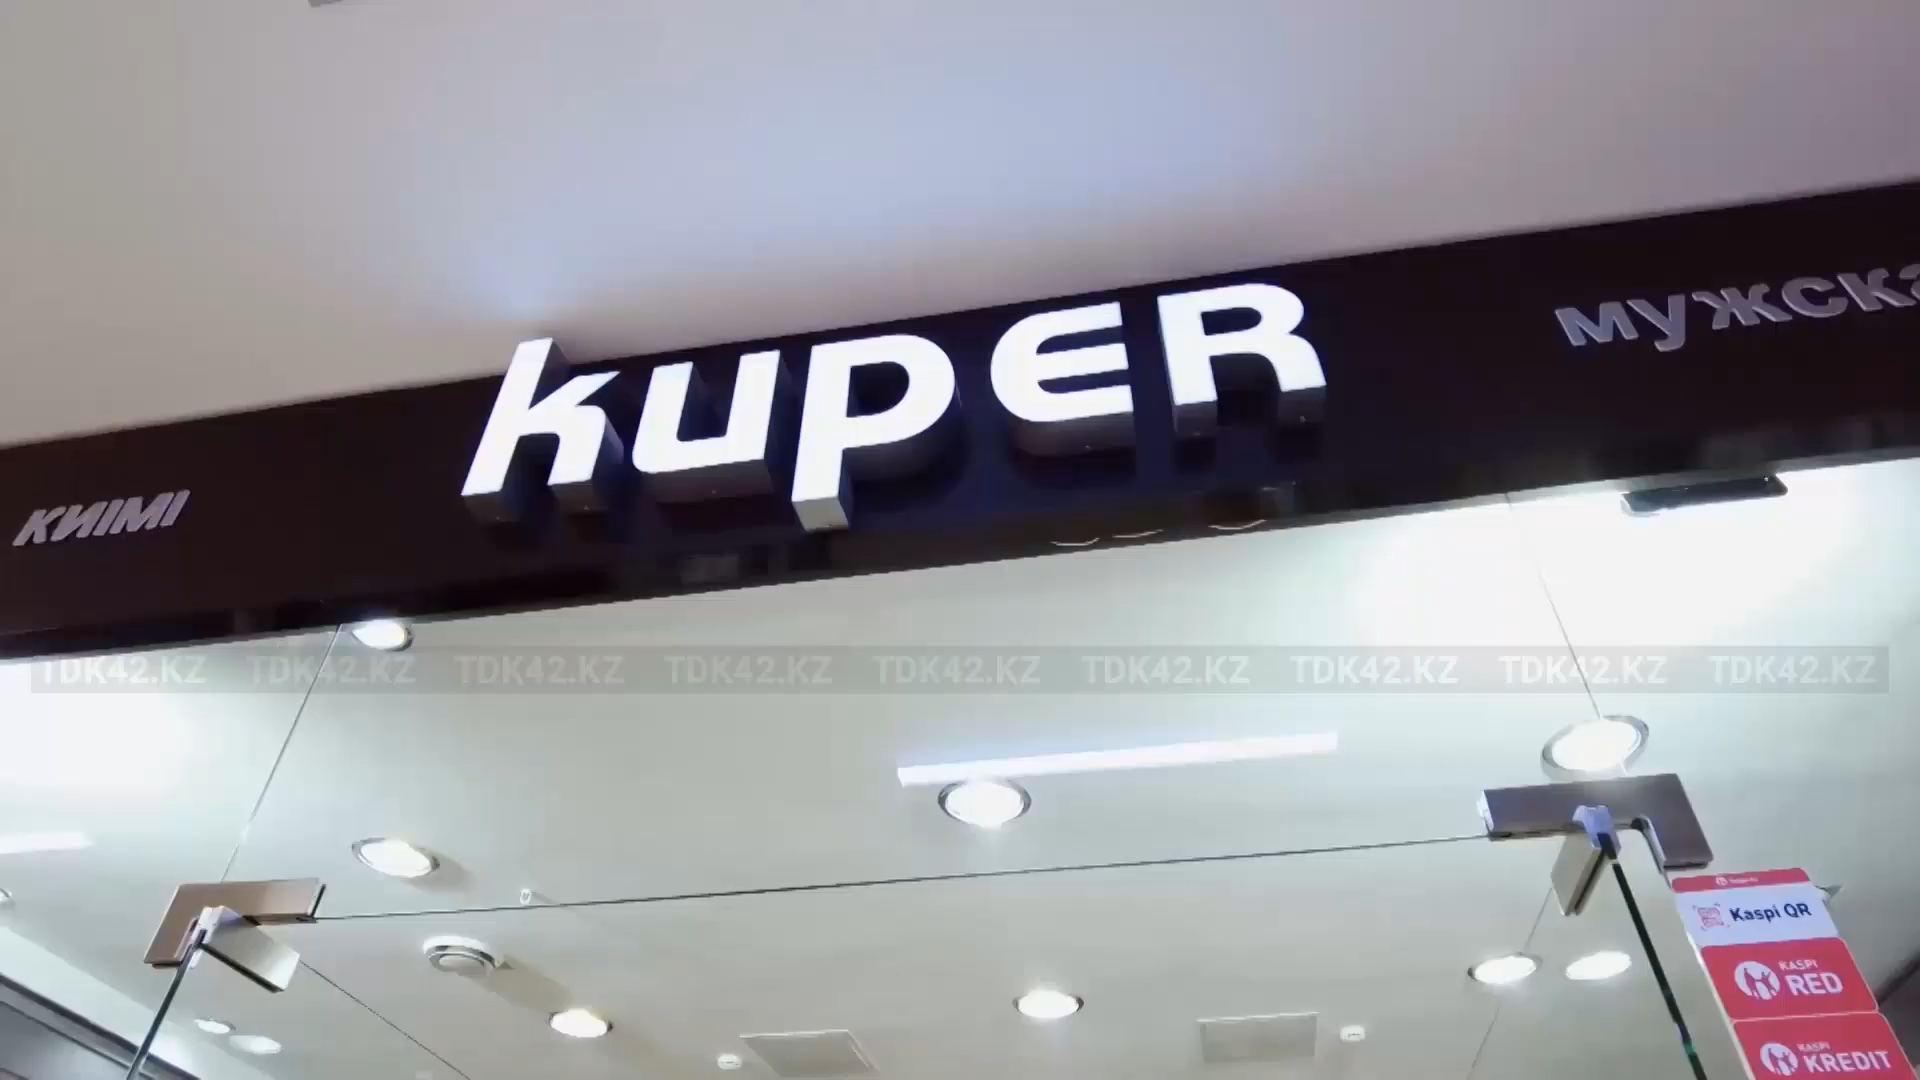 киімі
kuper
мужска
TDK42.KZ TDK42.KZ TDK42.KZ TDK42.KZ TDK42.KZ TDK42.KZ TDK42.KZ TDK42.KZ TDK42.KZ
Kaspi QR
KASPI
RED
KASPI
KREDIT